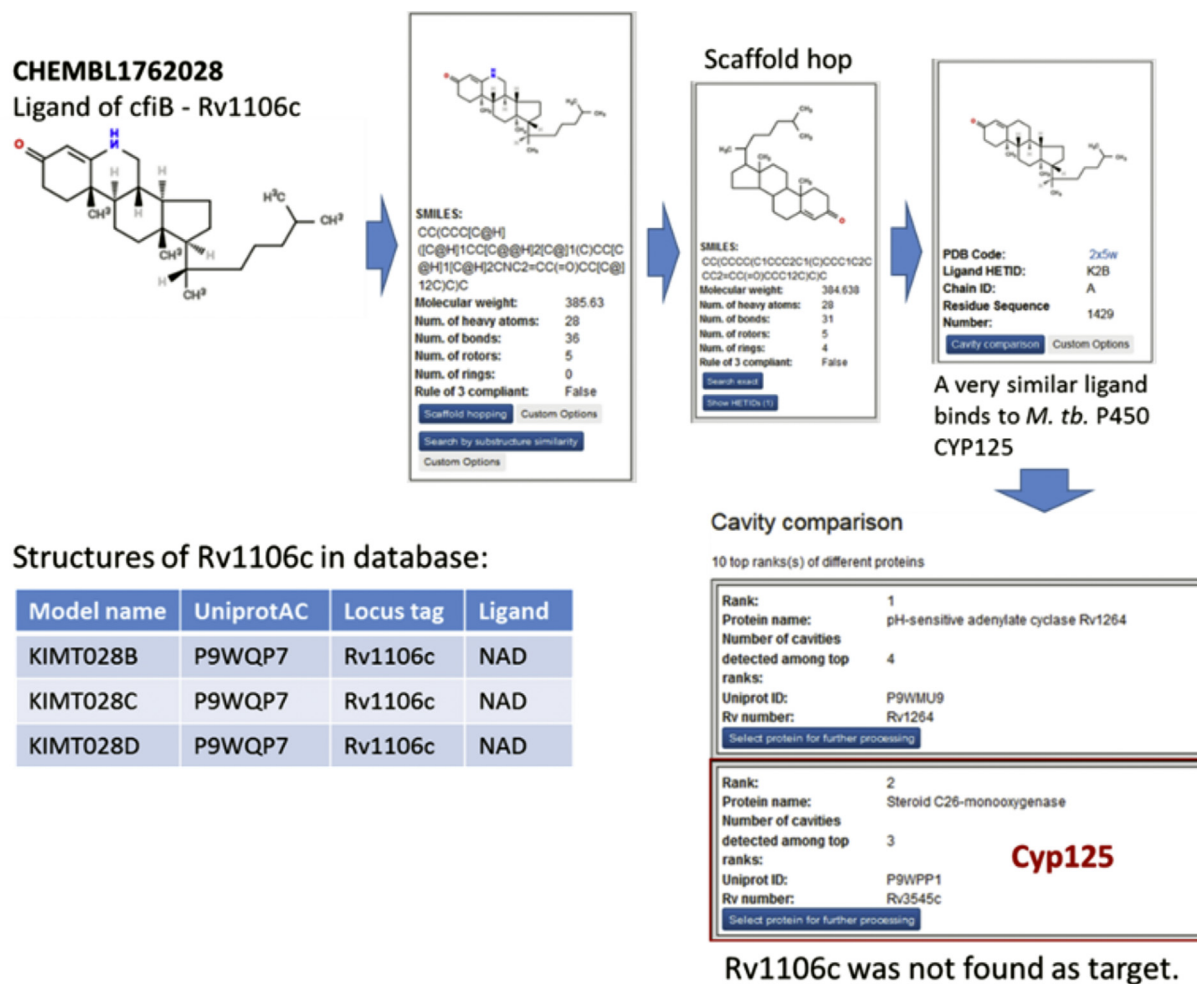 CHEMBL1762028
Ligand of cfiB - Rv1106c
O
H
N
H
H
H
CH³
CH³
H
H
CH³
H³C
CH³
SMILES:
CC(CCC[C@H]
([C@H]1CC[C@@H]2[C@]1(C)CC[C
@H]1[C@H]2CNC2=CC(=O)CC[C@]
12C)C)C
Molecular weight: 385.63
Num. of heavy atoms: 28
Num. of bonds: 36
Num. of rotors: 5
Num. of rings: 0
Rule of 3 compliant: False
Scaffold hopping Custom Options
Search by substructure similarity
Custom Options
Scaffold hop
SMILES:
CC(CCCC(C1CCC2C1(C)CCC1C2C
CC2=CC(=O)CCC12C)C)C
Molecular weight: 384.638
Num. of heavy atoms: 28
Num. of bonds: 31
Num. of rotors: 5
Num. of rings: 4
Rule of 3 compliant: False
Search exact
Show HETIDs (1)
PDB Code: 2x5w
Ligand HETID: K2B
Chain ID: A
Residue Sequence
Number: 1429
Cavity comparison Custom Options
A very similar ligand
binds to M. tb. P450
CYP125
Structures of Rv1106c in database:
Model name UniprotAC Locus tag Ligand
KIMT028B P9WQP7 Rv1106c NAD
KIMT028C P9WQP7 Rv1106c NAD
KIMT028D P9WQP7 Rv1106c NAD
Cavity comparison
10 top ranks(s) of different proteins
Rank: 1
Protein name: pH-sensitive adenylate cyclase Rv1264
Number of cavities
detected among top 4
ranks:
Uniprot ID: P9WMU9
Rv number: Rv1264
Select protein for further processing
Rank: 2
Protein name: Steroid C26-monooxygenase
Number of cavities
detected among top 3
ranks:
Uniprot ID: P9WPP1
Rv number: Rv3545c
Select protein for further processing
Cyp125
Rv1106c was not found as target.